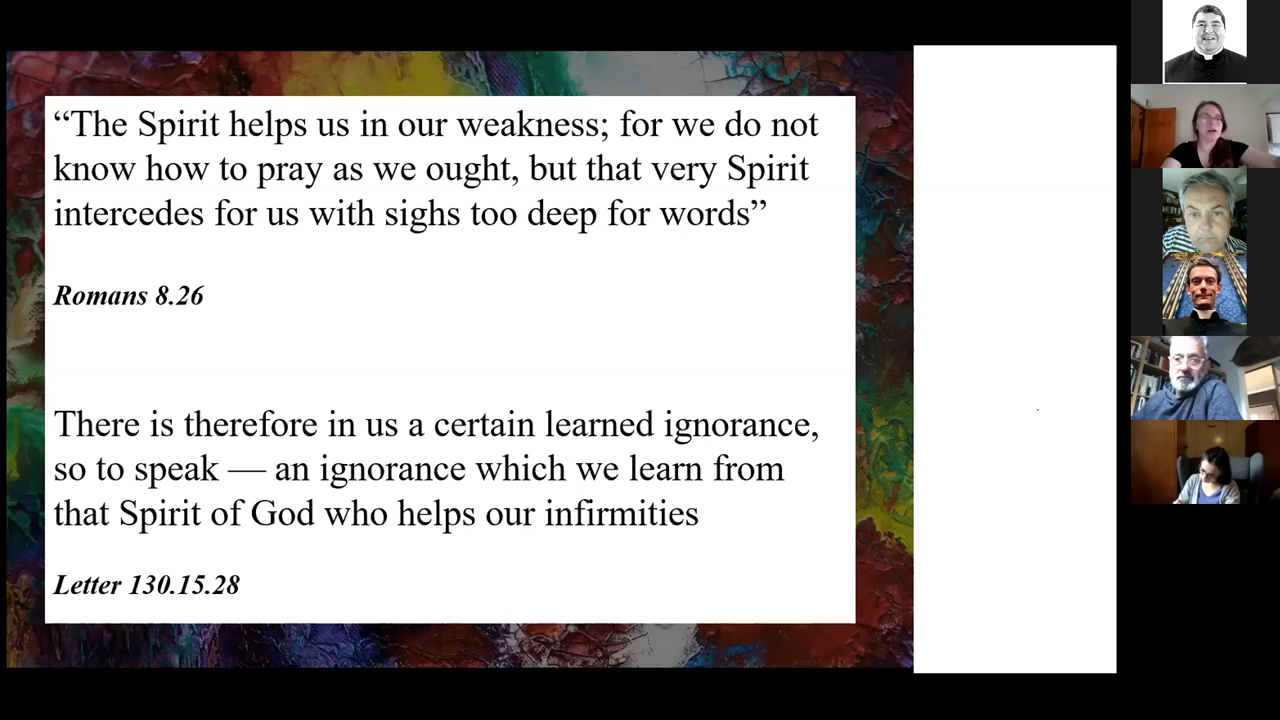 “The Spirit helps us in our weakness; for we do not
know how to pray as we ought, but that very Spirit
intercedes for us with sighs too deep for words”
Romans 8.26
There is therefore in us a certain learned ignorance,
so to speak — an ignorance which we learn from
that Spirit of God who helps our infirmities
Letter 130.15.28